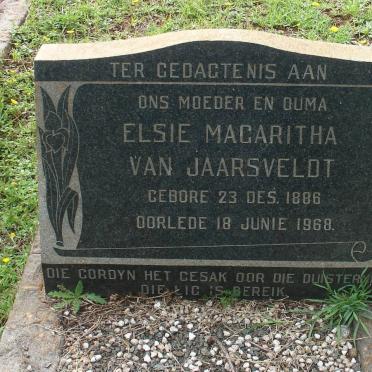 TER GEDAGTENIS AAN
ONS MOEDER EN OUMA
ELSIE MAGARITHA
VAN JAARSVELDT
GEBORE 23 DES. 1886
OORLEDE 18 JUNIE 1968.
DIE GORDYN HET GESAK OOR DIE DUISTER
DIE LIG IS BEREIK